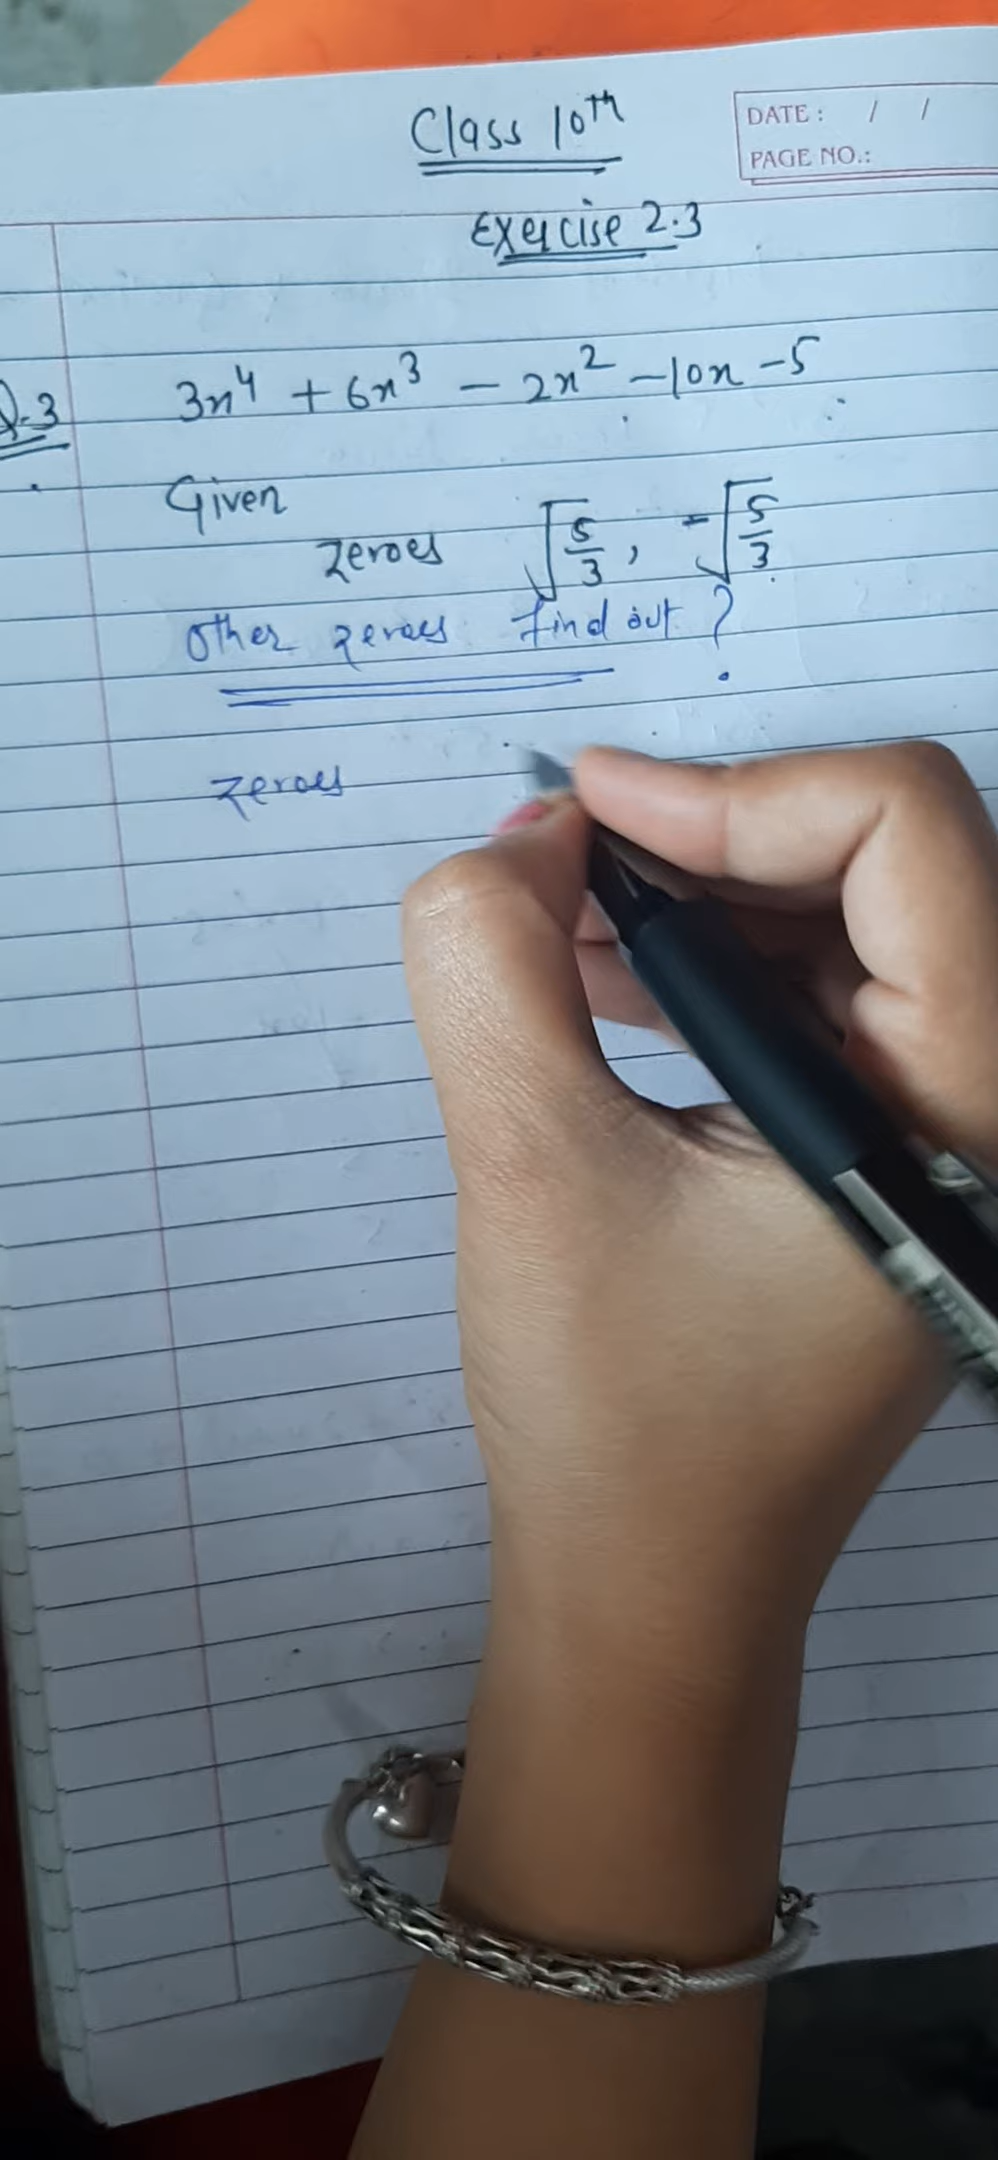 Class 10th
DATE : / /
PAGE NO.:
Exercise 2.3
Q.3 3x⁴ + 6x³ - 2x² - 10x - 5
Given
zeroes √5/3, -√5/3
Other zeroes find out ?
zeroes